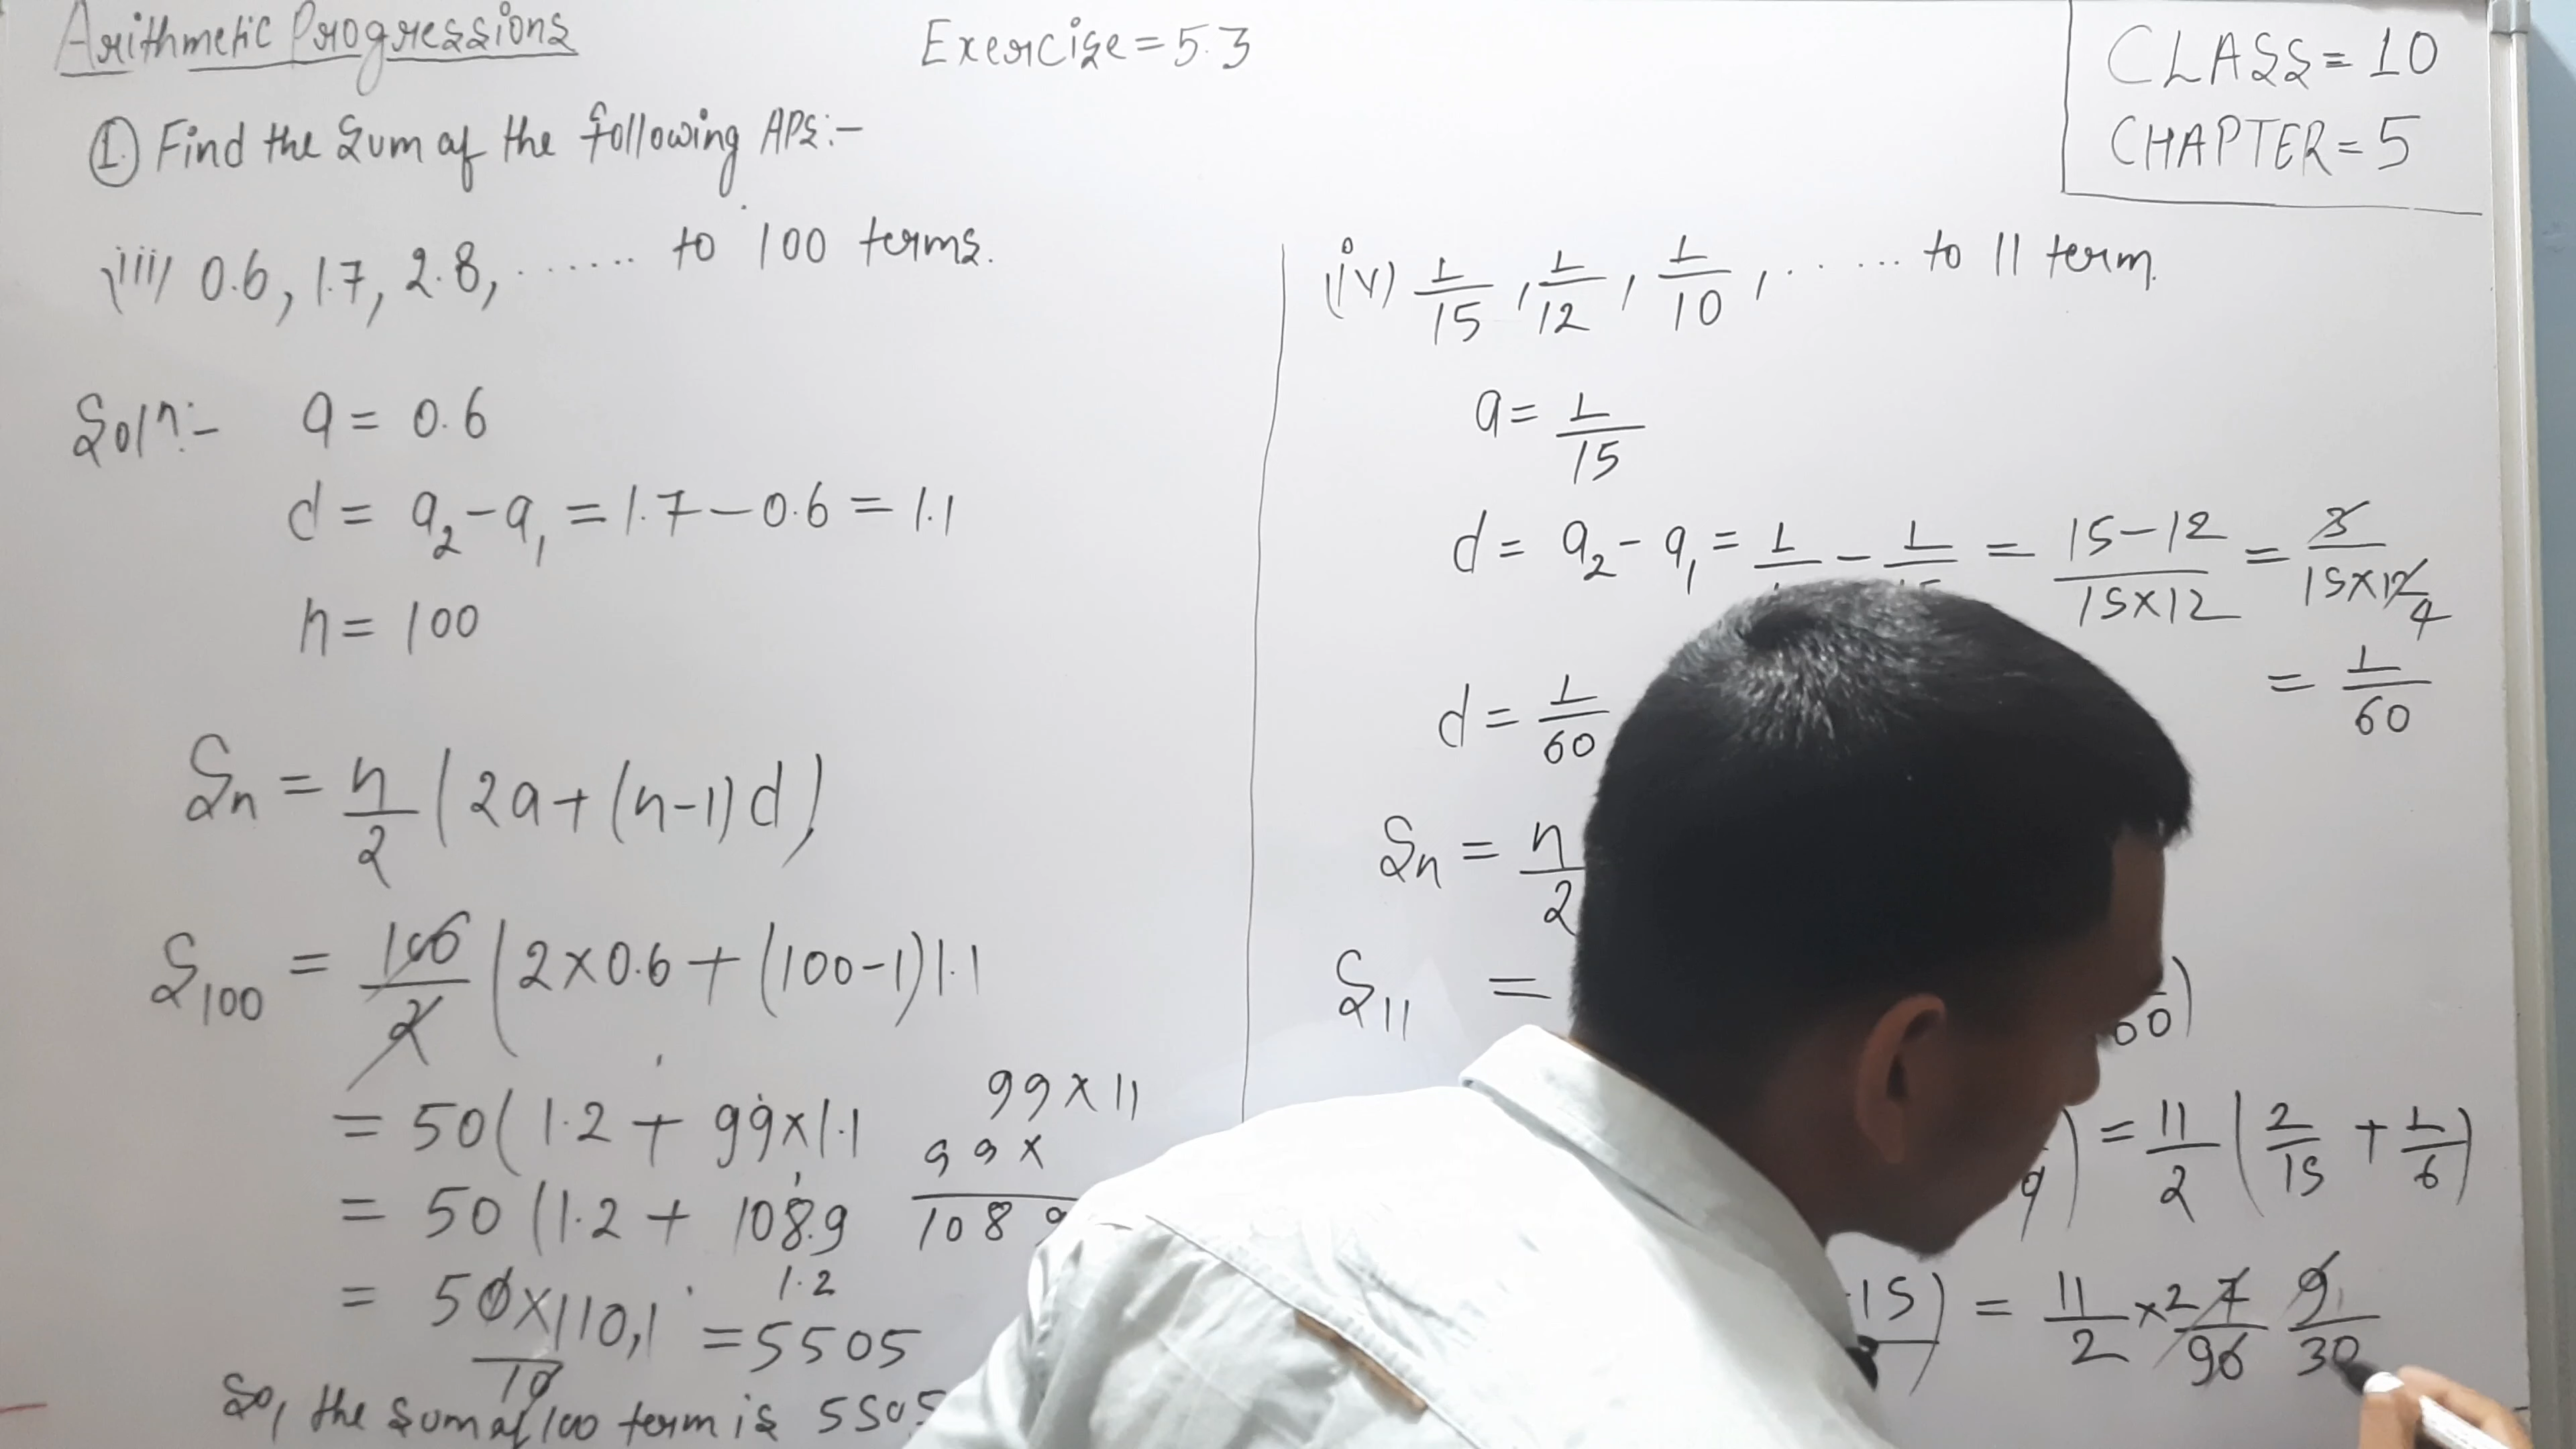 Arithmetic Progressions
Exercise = 5.3
CLASS = 10
CHAPTER = 5
1. Find the Sum of the following APs:-
(iii) 0.6, 1.7, 2.8, ...... to 100 terms.
Solⁿ:- a = 0.6
d = a₂ - a₁ = 1.7 - 0.6 = 1.1
n = 100
Sn = n/2 (2a + (n-1)d)
S₁₀₀ = 100/2 (2×0.6 + (100-1)1.1
= 50(1.2 + 99×1.1
= 50(1.2 + 108.9
1.2
= 50×110.1/10 = 5505
So, the Sum of 100 term is 5505
99×11
99×
1089
(iv) 1/15, 1/12, 1/10, ...... to 11 term.
a = 1/15
d = a₂ - a₁ = 1/ - 1/ = 15-12/15×12 = 3/15×12 4
= 1/60
d = 1/60
Sn = n/2
S₁₁ = 60)
) = 11/2 (2/15 + 1/6)
15) = 11/2 × 27/90 9/30